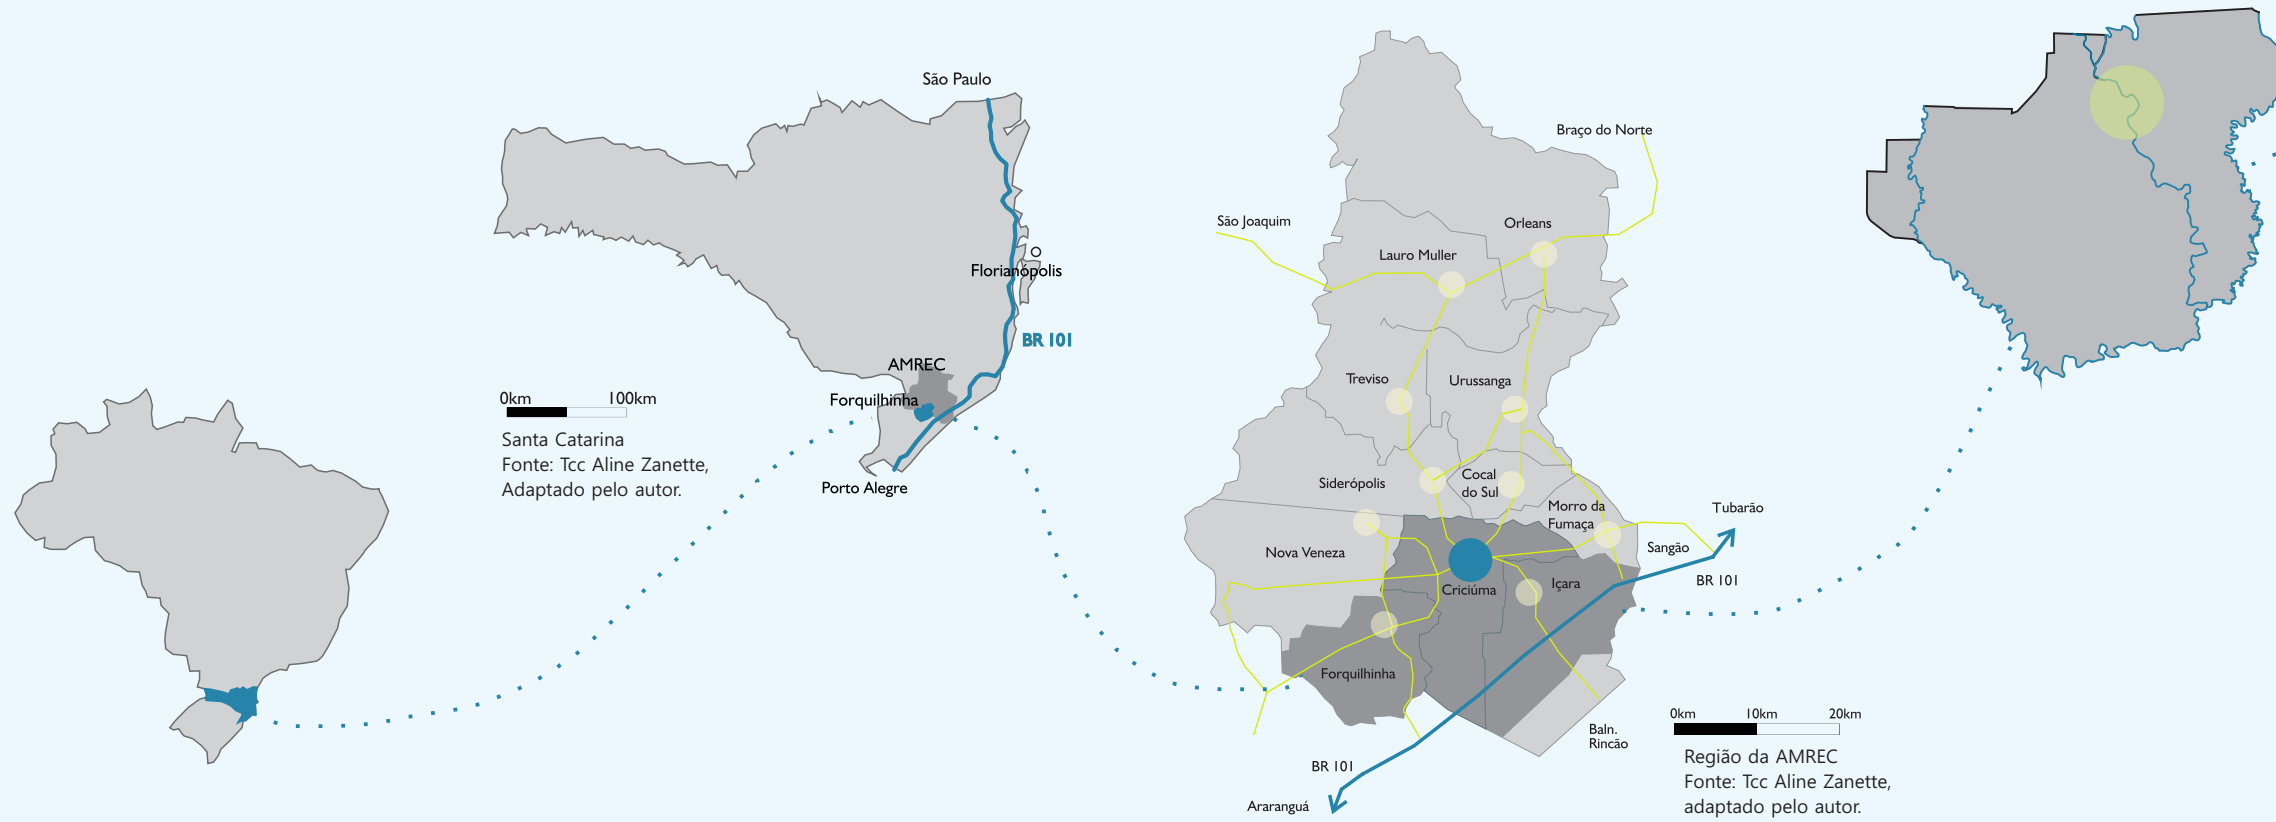 São Paulo
Florianópolis
BR 101
AMREC
Forquilhinha
Porto Alegre
0km 100km
Santa Catarina
Fonte: Tcc Aline Zanette,
Adaptado pelo autor.
Braço do Norte
São Joaquim
Orleans
Lauro Muller
Treviso
Urussanga
Siderópolis
Cocal
do Sul
Morro da
Fumaça
Tubarão
Sangão
Nova Veneza
BR 101
Içara
Criciúma
Forquilhinha
Baln.
Rincão
BR 101
Araranguá
0km 10km 20km
Região da AMREC
Fonte: Tcc Aline Zanette,
adaptado pelo autor.